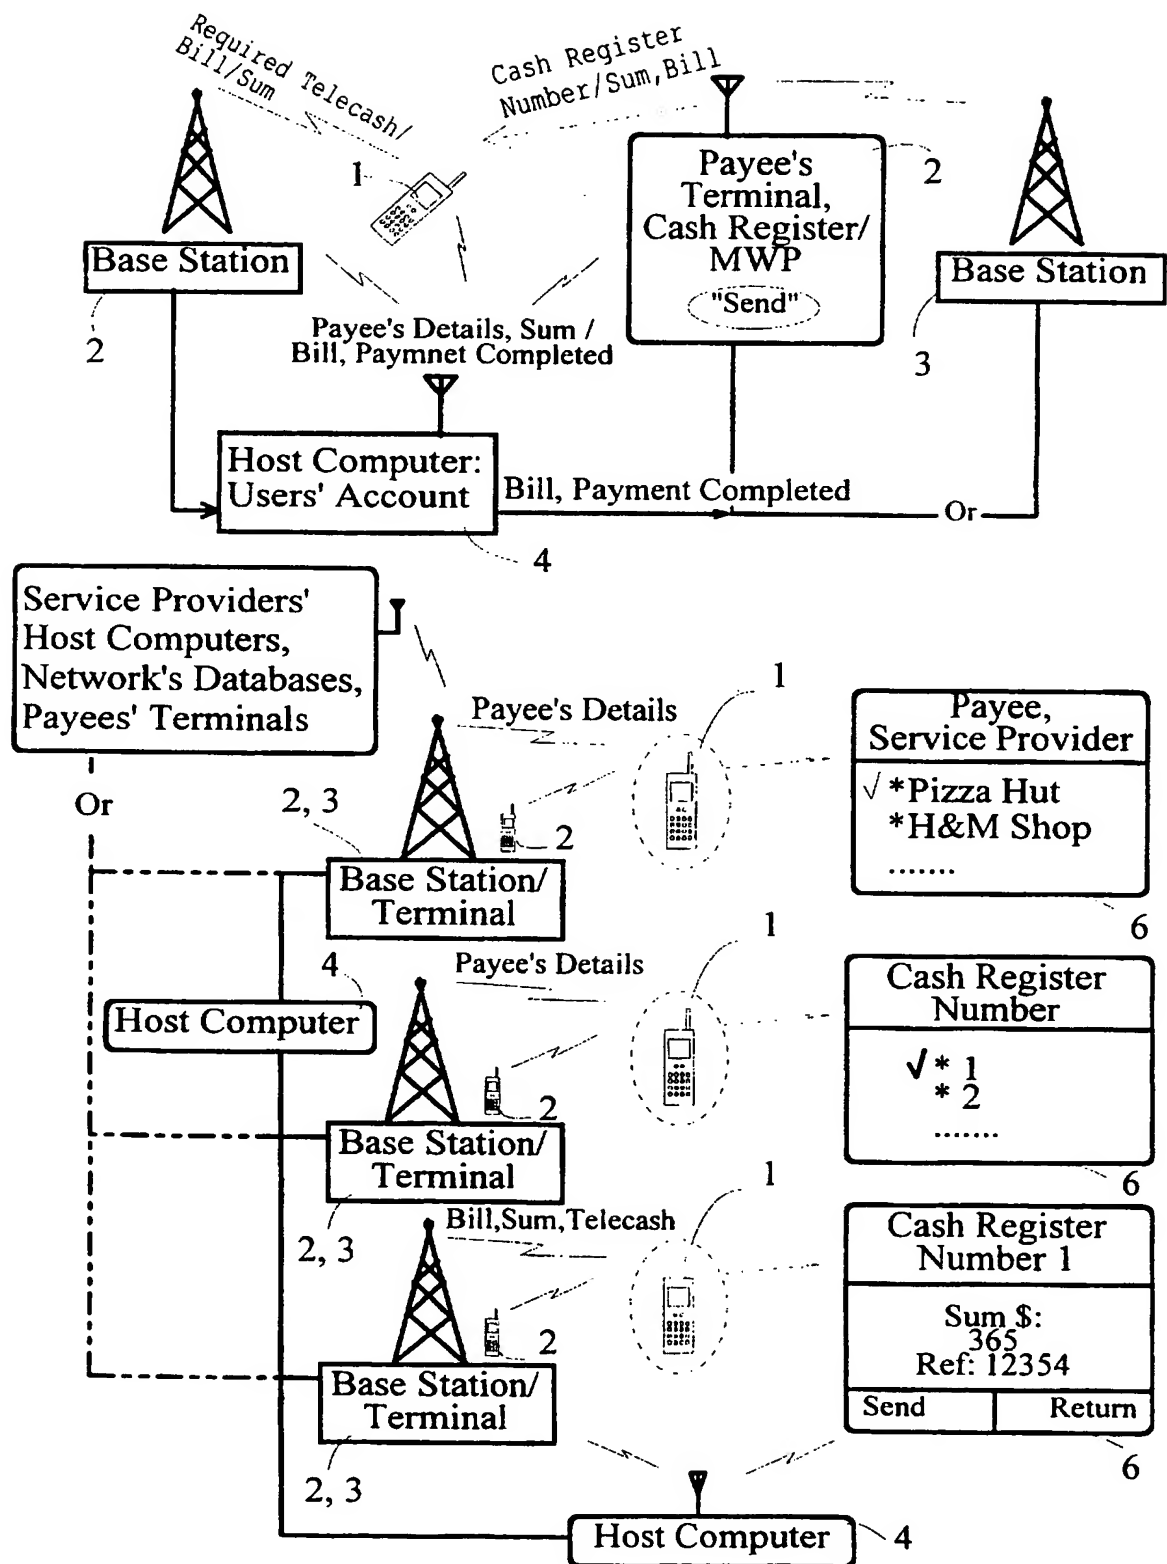 Required Telecash/
Bill/Sum
Cash Register
Number/Sum,Bill
1
Payee's
Terminal,
Cash Register/
MWP
"Send"
2
Base Station
2
Base Station
3
Payee's Details, Sum /
Bill, Paymnet Completed
Host Computer:
Users' Account
4
Bill, Payment Completed
Or
Service Providers'
Host Computers,
Network's Databases,
Payees' Terminals
Or
Payee's Details
1
2, 3
2
Base Station/
Terminal
Payee,
Service Provider
√ *Pizza Hut
*H&M Shop
.......
6
4
Host Computer
Payee's Details
1
2
Base Station/
Terminal
2, 3
Cash Register
Number
√ * 1
* 2
.......
6
Bill,Sum,Telecash
1
2
Base Station/
Terminal
2, 3
Cash Register
Number 1
Sum $:
365
Ref: 12354
Send
Return
6
Host Computer
4